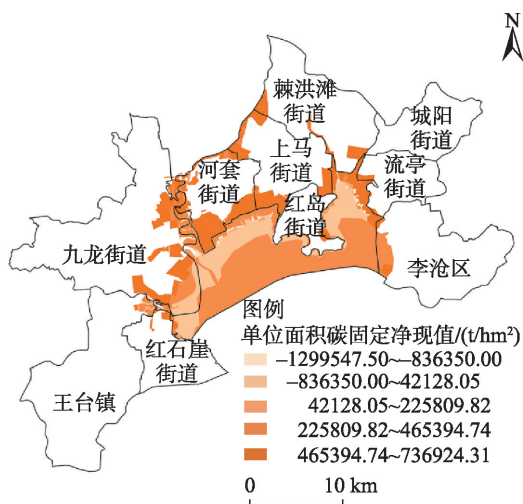 N
棘洪滩
街道
城阳
街道
上马
街道
流亭
街道
河套
街道
红岛
街道
九龙街道
李沧区
红石崖
街道
王台镇
图例
单位面积碳固定净现值/(t/hm²)
−1299547.50~−836350.00
−836350.00~42128.05
42128.05~225809.82
225809.82~465394.74
465394.74~736924.31
0 10 km